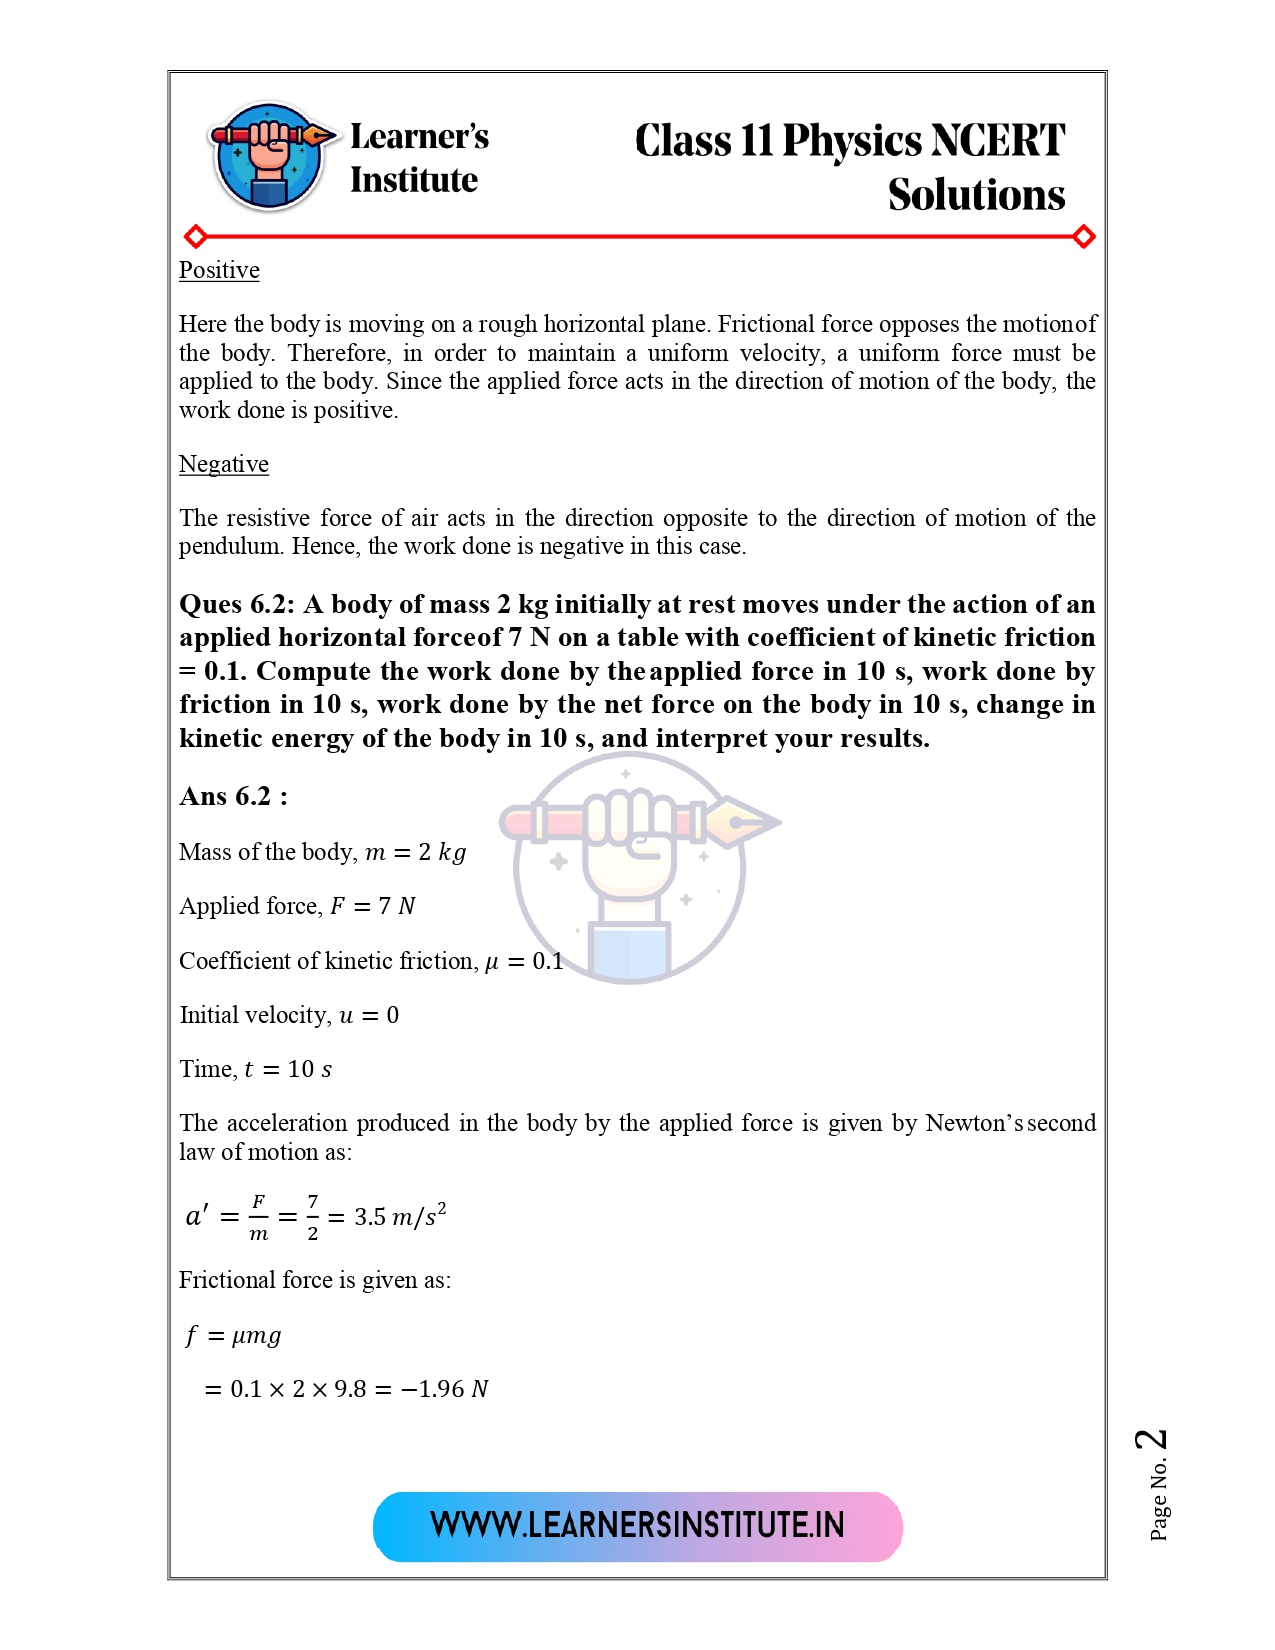 Learner's
Institute
Class 11 Physics NCERT
Solutions
Positive
Here the body is moving on a rough horizontal plane. Frictional force opposes the motionof
the body. Therefore, in order to maintain a uniform velocity, a uniform force must be
applied to the body. Since the applied force acts in the direction of motion of the body, the
work done is positive.
Negative
The resistive force of air acts in the direction opposite to the direction of motion of the
pendulum. Hence, the work done is negative in this case.
Ques 6.2: A body of mass 2 kg initially at rest moves under the action of an
applied horizontal forceof 7 N on a table with coefficient of kinetic friction
= 0.1. Compute the work done by theapplied force in 10 s, work done by
friction in 10 s, work done by the net force on the body in 10 s, change in
kinetic energy of the body in 10 s, and interpret your results.
Ans 6.2 :
Mass of the body, m = 2 kg
Applied force, F = 7 N
Coefficient of kinetic friction, μ = 0.1
Initial velocity, u = 0
Time, t = 10 s
The acceleration produced in the body by the applied force is given by Newton's second
law of motion as:
a′ = F/m = 7/2 = 3.5 m/s²
Frictional force is given as:
f = μmg
= 0.1 × 2 × 9.8 = −1.96 N
WWW.LEARNERSINSTITUTE.IN
Page No. 2